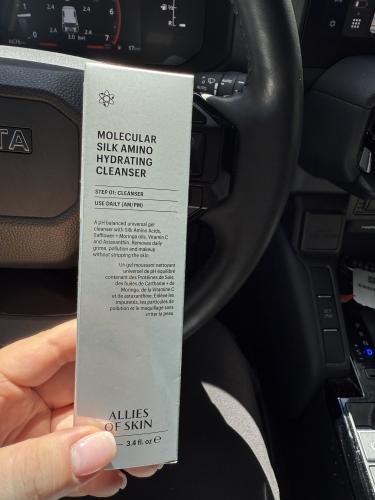 MOLECULAR
SILK AMINO
HYDRATING
CLEANSER
STEP 01: CLEANSER
USE DAILY (AM/PM)
A pH balanced universal gel
cleanser with Silk Amino Acids,
Safflower + Moringa oils, Vitamin C
and Astaxanthin. Removes daily
grime, pollution and makeup
without stripping the skin.
Un gel moussant nettoyant
universel de pH équilibré
contenant des Protéines de Soie,
des huiles de Carthame + de
Moringa, de la Vitamine C
et de astaxanthine. Enlève les
impuretés, les particules de
pollution et le maquillage sans
irriter la peau.
ALLIES
OF SKIN
3.4 fl. oz e
TA